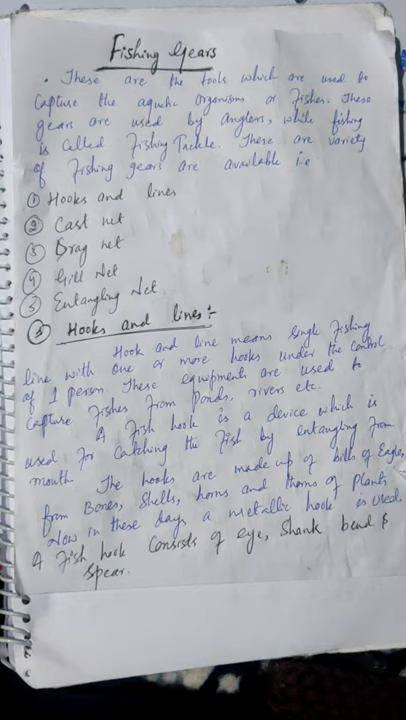 Fishing Gears
• These are the tools which are used to
Capture the aquatic organisms or Fishes. These
gears are used by anglers, while fishing
is called Fishing Tackle. There are variety
of Fishing gears are available i.e
① Hooks and lines
② Cast net
③ Drag net
④ Gill Net
⑤ Entangling Net
① Hooks and lines :-
Hook and line means single Fishing
line with one or more hooks under the control
of 1 person. These equipments are used to
Capture Fishes from Ponds, rivers etc.
A Fish hook is a device which is
used for Catching the Fish by entangling From
mouth
The hooks are made up of bills of Eagles,
from Bones, Shells, horns and thorns of Plants
Now in these days a metallic hook is used.
A Fish hook Consists of eye, Shank bend &
Spear.